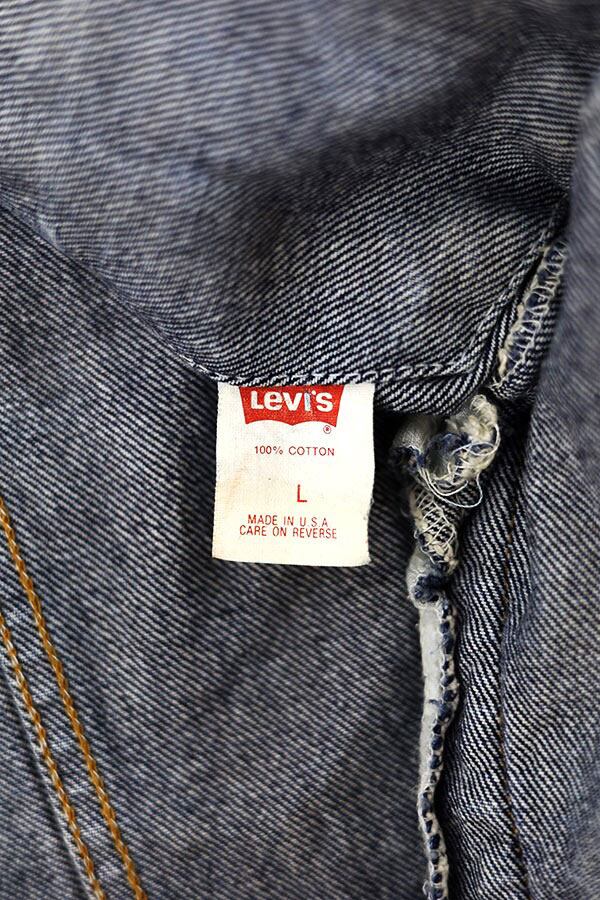 Levi's
®
100% COTTON
L
MADE IN U.S.A
CARE ON REVERSE